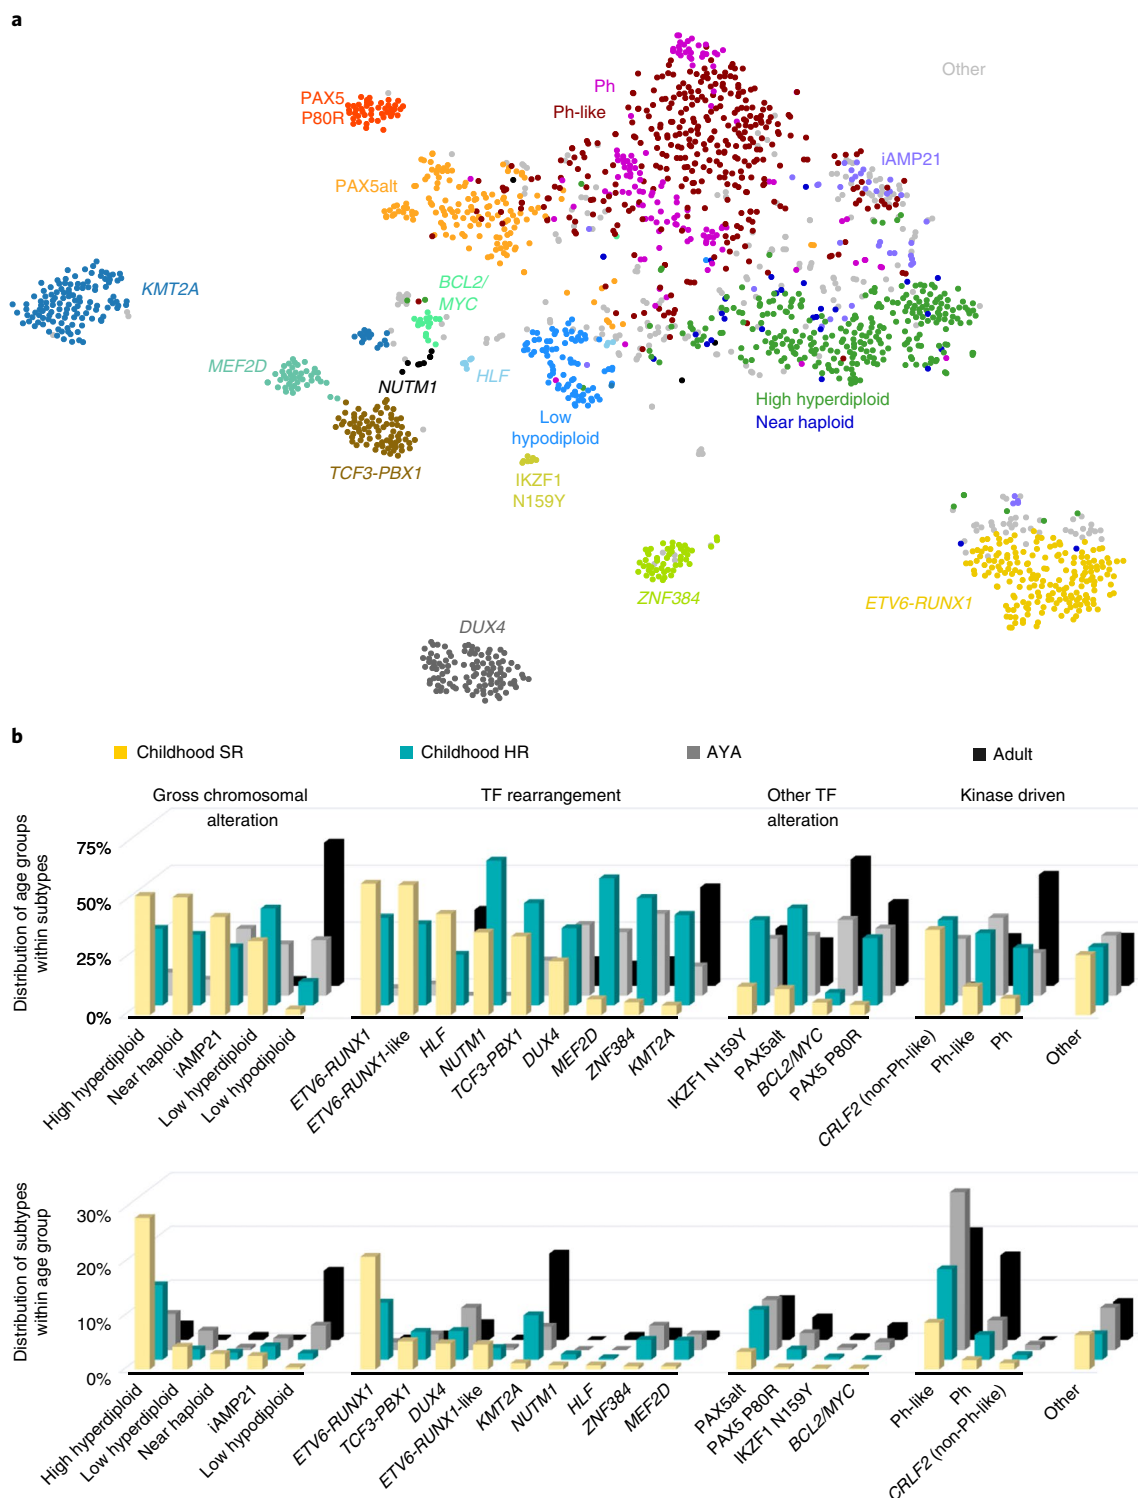 a
Other
Ph
PAX5
P80R
Ph-like
iAMP21
PAX5alt
KMT2A
BCL2/
MYC
MEF2D
NUTM1
HLF
High hyperdiploid
Near haploid
Low
hypodiploid
TCF3-PBX1
IKZF1
N159Y
ZNF384
ETV6-RUNX1
DUX4
b
Childhood SR
Childhood HR
AYA
Adult
Gross chromosomal
alteration
TF rearrangement
Other TF
alteration
Kinase driven
Distribution of age groups
within subtypes
75%
50%
25%
0%
High hyperdiploid
Near haploid
iAMP21
Low hyperdiploid
Low hypodiploid
ETV6-RUNX1
ETV6-RUNX1-like
HLF
NUTM1
TCF3-PBX1
DUX4
MEF2D
ZNF384
KMT2A
IKZF1 N159Y
PAX5alt
BCL2/MYC
PAX5 P80R
CRLF2 (non-Ph-like)
Ph-like
Ph
Other
Distribution of subtypes
within age group
30%
20%
10%
0%
High hyperdiploid
Low hyperdiploid
Near haploid
iAMP21
Low hypodiploid
ETV6-RUNX1
TCF3-PBX1
DUX4
ETV6-RUNX1-like
KMT2A
NUTM1
HLF
ZNF384
MEF2D
PAX5alt
PAX5 P80R
IKZF1 N159Y
BCL2/MYC
Ph-like
Ph
CRLF2 (non-Ph-like)
Other